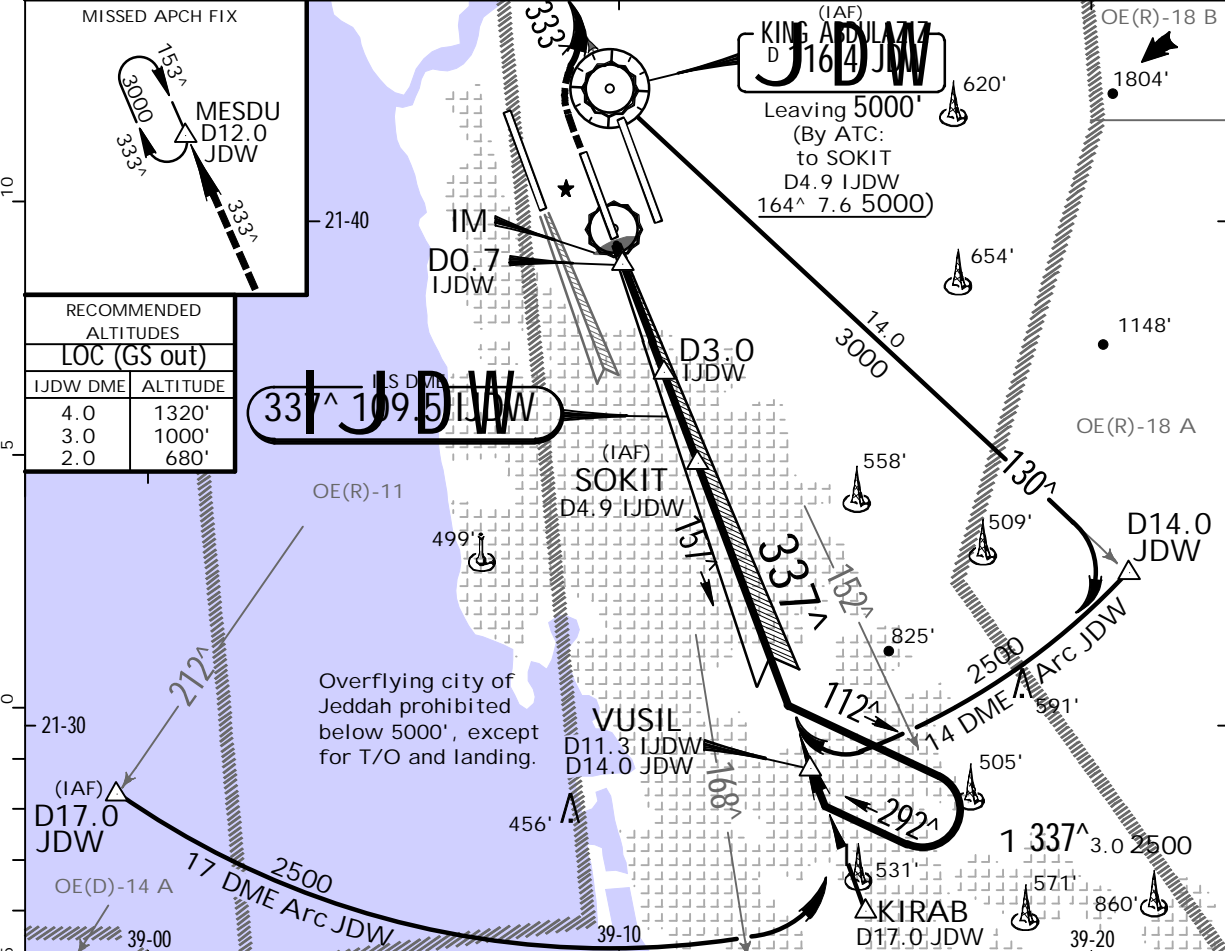 MISSED APCH FIX
153^
3000
333^
MESDU
D12.0
JDW
333^
333^
(IAF)
KING ABDULAZIZ
D 116.4 JDW
J D W
Leaving 5000'
(By ATC:
to SOKIT
D4.9 IJDW
164^ 7.6 5000)
OE(R)-18 B
1804'
620'
10
21-40
IM
D0.7
IJDW
654'
1148'
14.0
3000
RECOMMENDED
ALTITUDES
LOC (GS out)
IJDW DME ALTITUDE
4.0 1320'
3.0 1000'
2.0 680'
D3.0
IJDW
ILS DME
337^ 109.5 IJDW
I J D W
OE(R)-18 A
5
(IAF)
SOKIT
D4.9 IJDW
558'
130^
OE(R)-11
509'
D14.0
JDW
499'
157^
337^
152^
825'
2500
14 DME Arc JDW
591'
212^
Overflying city of
Jeddah prohibited
below 5000', except
for T/O and landing.
0
21-30
VUSIL
D11.3 IJDW
D14.0 JDW
112^
168^
505'
(IAF)
D17.0
JDW
456'
292^
1 337^ 3.0 2500
2500
17 DME Arc JDW
531'
571'
860'
OE(D)-14 A
KIRAB
D17.0 JDW
39-00
39-10
39-20
5